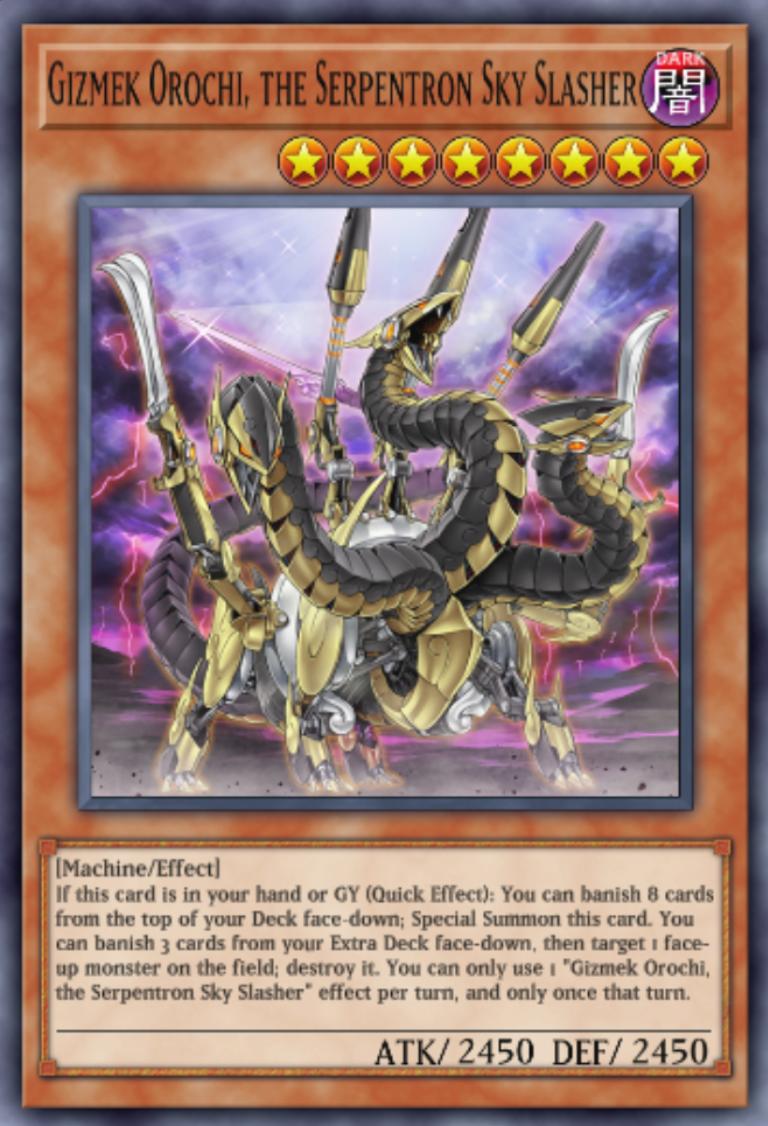 GIZMEK OROCHI, THE SERPENTRON SKY SLASHER
DARK
闇
[Machine/Effect]
If this card is in your hand or GY (Quick Effect): You can banish 8 cards
from the top of your Deck face-down; Special Summon this card. You
can banish 3 cards from your Extra Deck face-down, then target 1 face-
up monster on the field; destroy it. You can only use 1 "Gizmek Orochi,
the Serpentron Sky Slasher" effect per turn, and only once that turn.
ATK/ 2450 DEF/ 2450